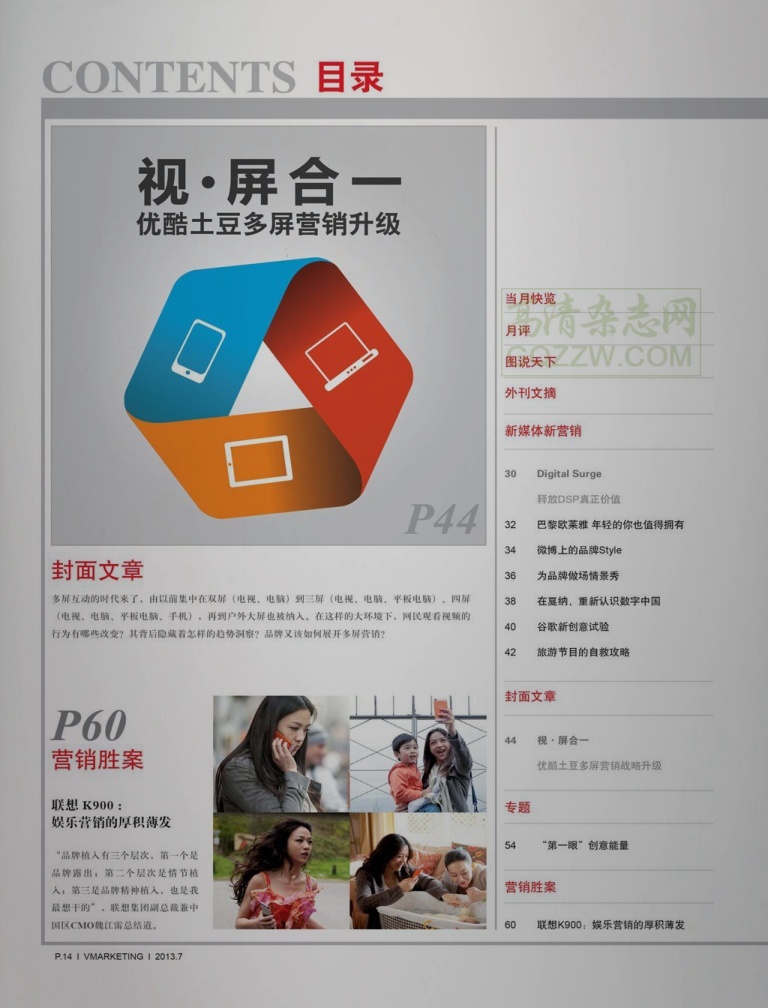 CONTENTS 目录
视·屏合一
优酷土豆多屏营销升级
P44
封面文章
多屏互动的时代来了，由以前集中在双屏（电视、电脑）到三屏（电视、电脑、平板电脑）、四屏
（电视、电脑、平板电脑、手机），再到户外大屏也被纳入。在这样的大环境下，网民观看视频的
行为有哪些改变？其背后隐藏着怎样的趋势洞察？品牌又该如何展开多屏营销？
P60
营销胜案
联想 K900：
娱乐营销的厚积薄发
“品牌植入有三个层次，第一个是
品牌露出；第二个层次是情节植
入；第三是品牌精神植入，也是我
最想干的”，联想集团副总裁兼中
国区CMO魏江雷总结道。
当月快览
月评
图说天下
外刊文摘
高清杂志网
GQZZW.COM
新媒体新营销
30 Digital Surge
释放DSP真正价值
32 巴黎欧莱雅 年轻的你也值得拥有
34 微博上的品牌Style
36 为品牌做场情景秀
38 在戛纳，重新认识数字中国
40 谷歌新创意试验
42 旅游节目的自救攻略
封面文章
44 视·屏合一
优酷土豆多屏营销战略升级
专题
54 “第一眼”创意能量
营销胜案
60 联想K900：娱乐营销的厚积薄发
P.14 I VMARKETING I 2013.7